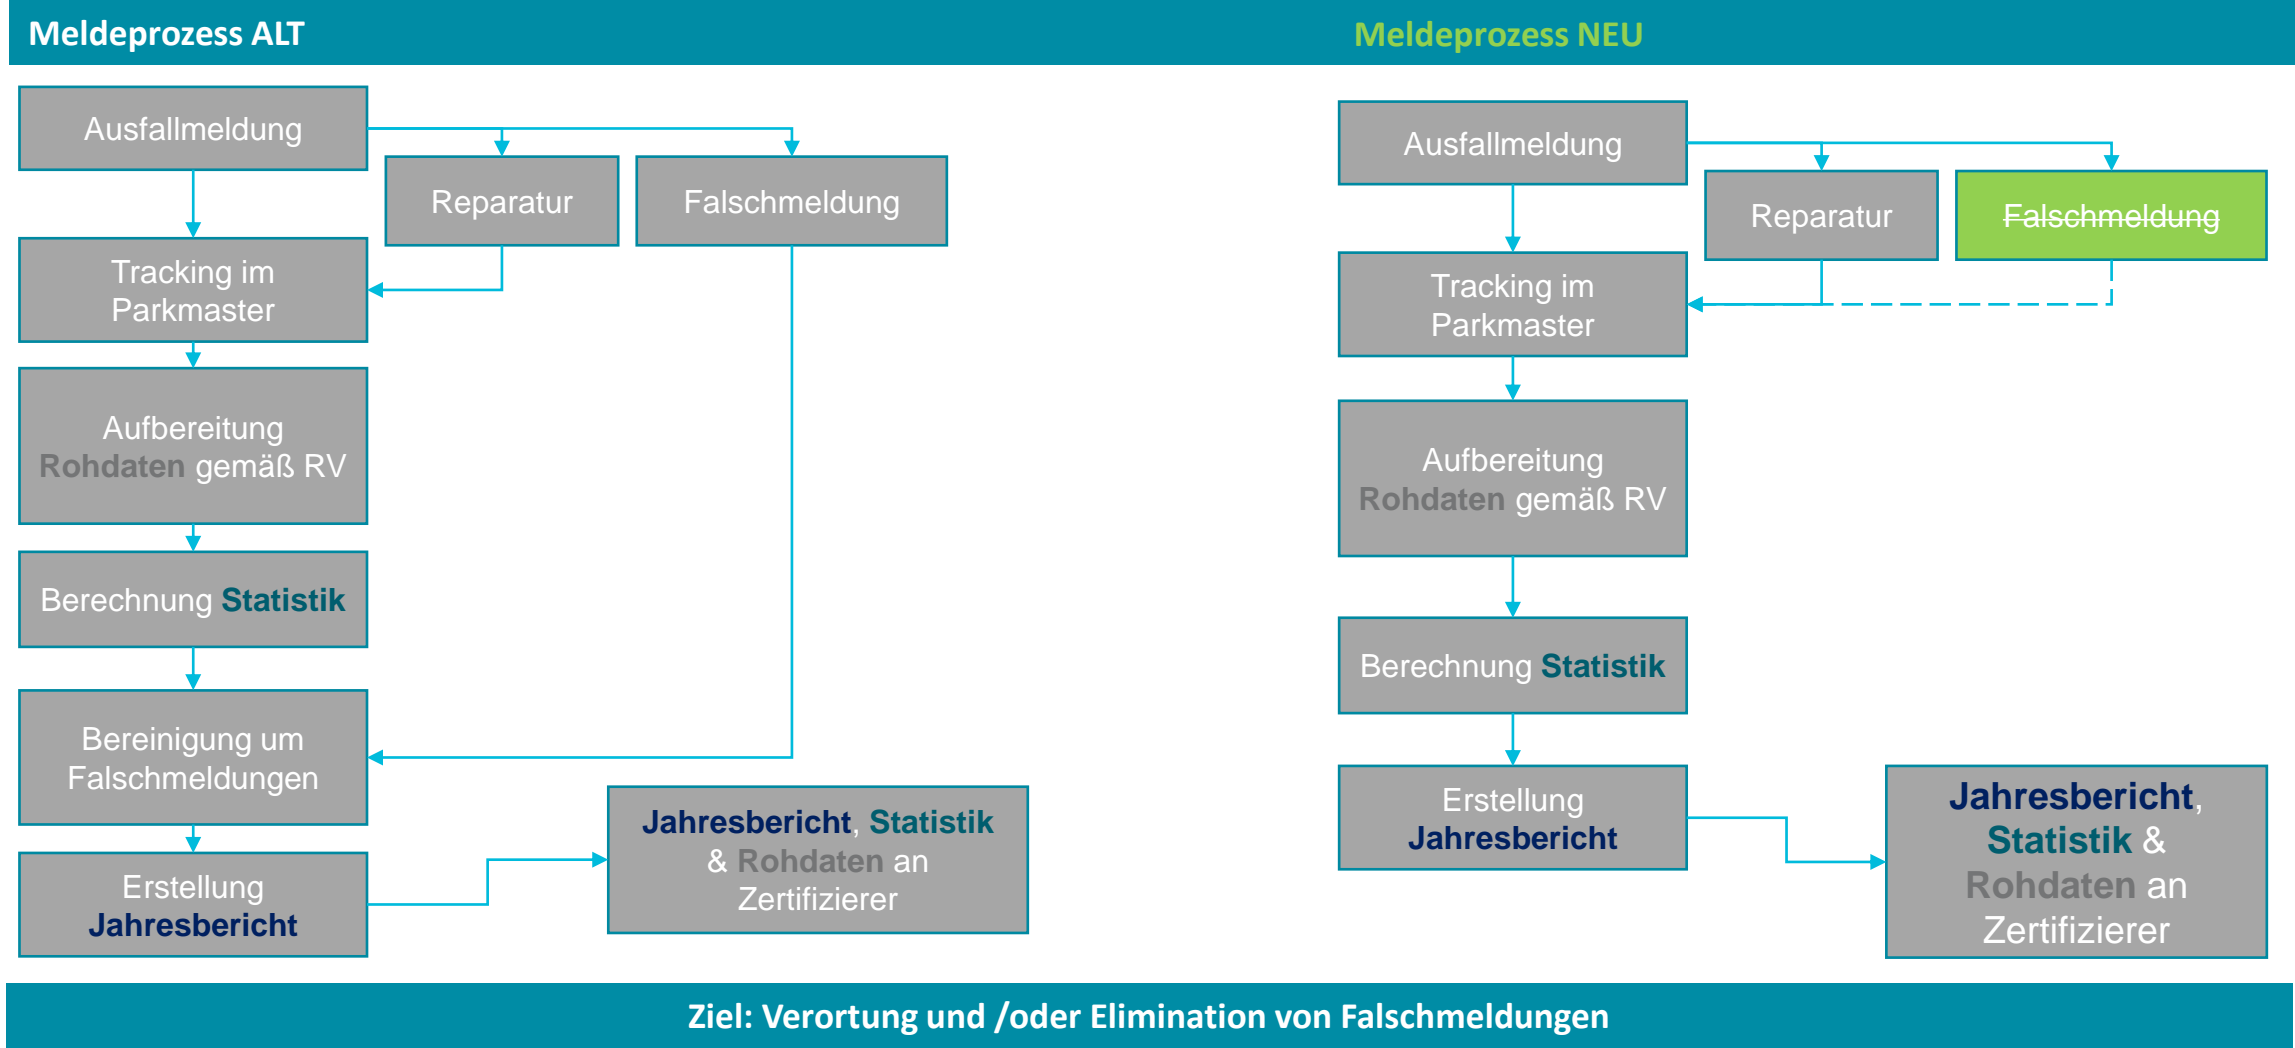 Meldeprozess ALT
Ausfallmeldung
Reparatur
Falschmeldung
Tracking im
Parkmaster
Aufbereitung
Rohdaten gemäß RV
Berechnung Statistik
Bereinigung um
Falschmeldungen
Erstellung
Jahresbericht
Jahresbericht, Statistik
& Rohdaten an
Zertifizierer
Meldeprozess NEU
Ausfallmeldung
Reparatur
Falschmeldung
Tracking im
Parkmaster
Aufbereitung
Rohdaten gemäß RV
Berechnung Statistik
Erstellung
Jahresbericht
Jahresbericht,
Statistik &
Rohdaten an
Zertifizierer
Ziel: Verortung und /oder Elimination von Falschmeldungen